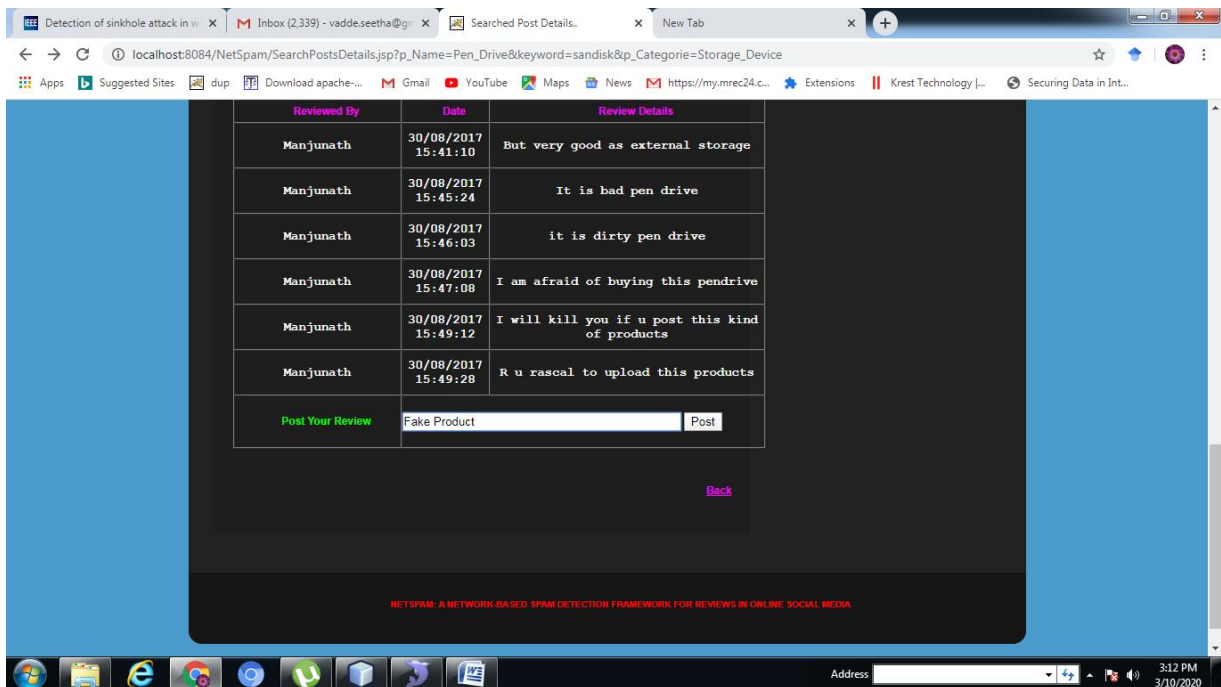 Detection of sinkhole attack in w
Inbox (2,339) - vadde.seetha@gn
Searched Post Details..
New Tab
localhost:8084/NetSpam/SearchPostsDetails.jsp?p_Name=Pen_Drive&keyword=sandisk&p_Categorie=Storage_Device
Apps
Suggested Sites
dup
Download apache-...
Gmail
YouTube
Maps
News
https://my.mrec24.c...
Extensions
Krest Technology |...
Securing Data in Int...
Reviewed By
Date
Review Details
Manjunath
30/08/2017
15:41:10
But very good as external storage
Manjunath
30/08/2017
15:45:24
It is bad pen drive
Manjunath
30/08/2017
15:46:03
it is dirty pen drive
Manjunath
30/08/2017
15:47:08
I am afraid of buying this pendrive
Manjunath
30/08/2017
15:49:12
I will kill you if u post this kind
of products
Manjunath
30/08/2017
15:49:28
R u rascal to upload this products
Post Your Review
Fake Product
Post
Back
NETSPAM: A NETWORK-BASED SPAM DETECTION FRAMEWORK FOR REVIEWS IN ONLINE SOCIAL MEDIA
Address
3:12 PM
3/10/2020